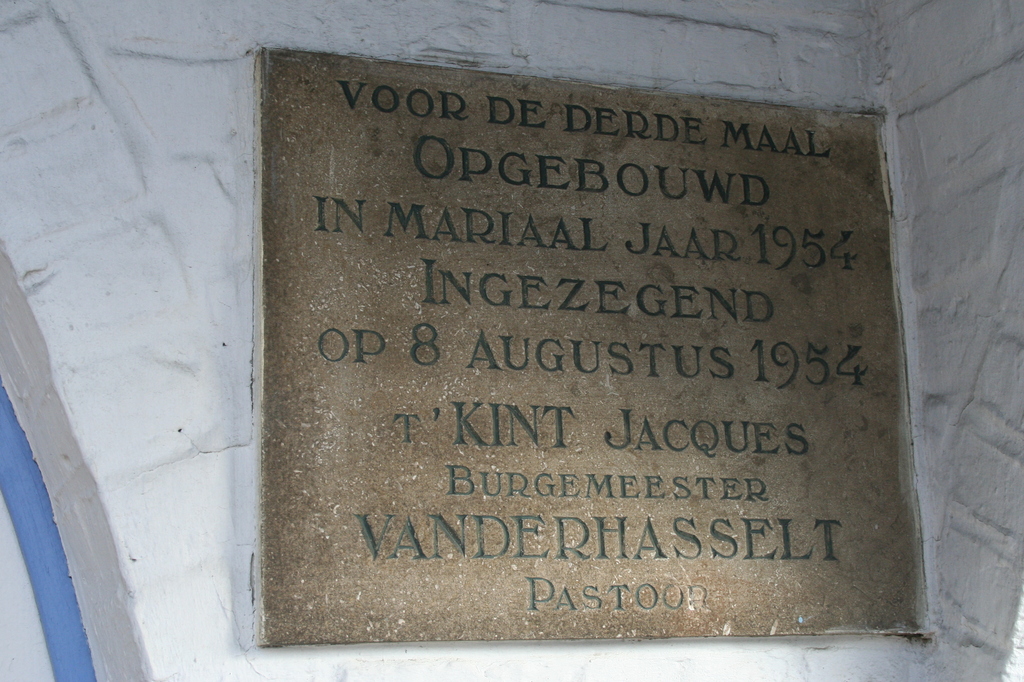 VOOR DE DERDE MAAL
OPGEBOUWD
IN MARIAAL JAAR 1954
INGEZEGEND
OP 8 AUGUSTUS 1954
T' KINT JACQUES
BURGEMEESTER
VANDERHASSELT
PASTOOR